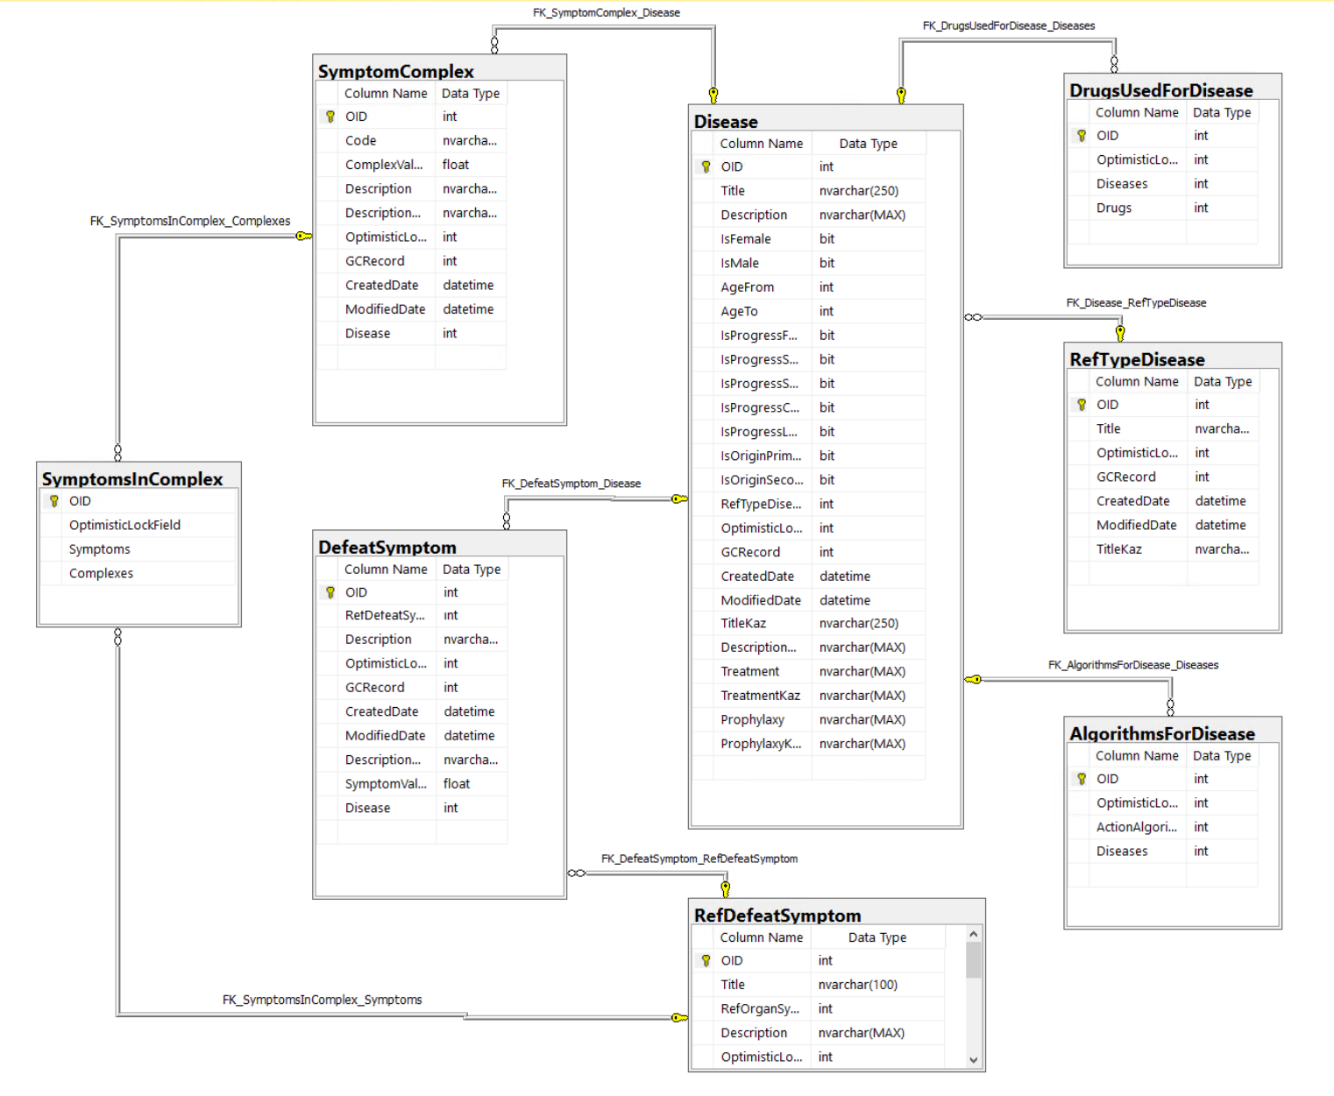 FK_SymptomComplex_Disease
FK_DrugsUsedForDisease_Diseases
SymptomComplex
Column Name Data Type
OID int
Code nvarcha...
ComplexVal... float
Description nvarcha...
Description... nvarcha...
OptimisticLo... int
GCRecord int
CreatedDate datetime
ModifiedDate datetime
Disease int
Disease
Column Name Data Type
OID int
Title nvarchar(250)
Description nvarchar(MAX)
IsFemale bit
IsMale bit
AgeFrom int
AgeTo int
IsProgressF... bit
IsProgressS... bit
IsProgressS... bit
IsProgressC... bit
IsProgressL... bit
IsOriginPrim... bit
IsOriginSeco... bit
RefTypeDise... int
OptimisticLo... int
GCRecord int
CreatedDate datetime
ModifiedDate datetime
TitleKaz nvarchar(250)
Description... nvarchar(MAX)
Treatment nvarchar(MAX)
TreatmentKaz nvarchar(MAX)
Prophylaxy nvarchar(MAX)
ProphylaxyK... nvarchar(MAX)
DrugsUsedForDisease
Column Name Data Type
OID int
OptimisticLo... int
Diseases int
Drugs int
FK_SymptomsInComplex_Complexes
FK_Disease_RefTypeDisease
RefTypeDisease
Column Name Data Type
OID int
Title nvarcha...
OptimisticLo... int
GCRecord int
CreatedDate datetime
ModifiedDate datetime
TitleKaz nvarcha...
SymptomsInComplex
OID
OptimisticLockField
Symptoms
Complexes
FK_DefeatSymptom_Disease
DefeatSymptom
Column Name Data Type
OID int
RefDefeatSy... int
Description nvarcha...
OptimisticLo... int
GCRecord int
CreatedDate datetime
ModifiedDate datetime
Description... nvarcha...
SymptomVal... float
Disease int
FK_AlgorithmsForDisease_Diseases
AlgorithmsForDisease
Column Name Data Type
OID int
OptimisticLo... int
ActionAlgori... int
Diseases int
FK_DefeatSymptom_RefDefeatSymptom
RefDefeatSymptom
Column Name Data Type
OID int
Title nvarchar(100)
RefOrganSy... int
Description nvarchar(MAX)
OptimisticLo... int
FK_SymptomsInComplex_Symptoms